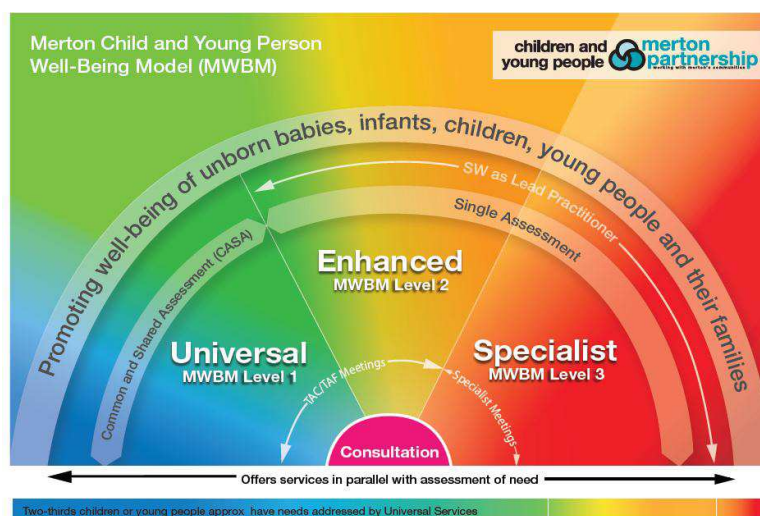 Merton Child and Young Person
Well-Being Model (MWBM)
children and
young people
merton
partnership
working with merton's communities
Promoting well-being of unborn babies, infants, children, young people and their families
SW as Lead Practitioner
Single Assessment
Common and Shared Assessment (CASA)
Enhanced
MWBM Level 2
Universal
MWBM Level 1
Specialist
MWBM Level 3
TAC/TAF Meetings
Specialist Meetings
Consultation
Offers services in parallel with assessment of need
Two-thirds children or young people approx have needs addressed by Universal Services